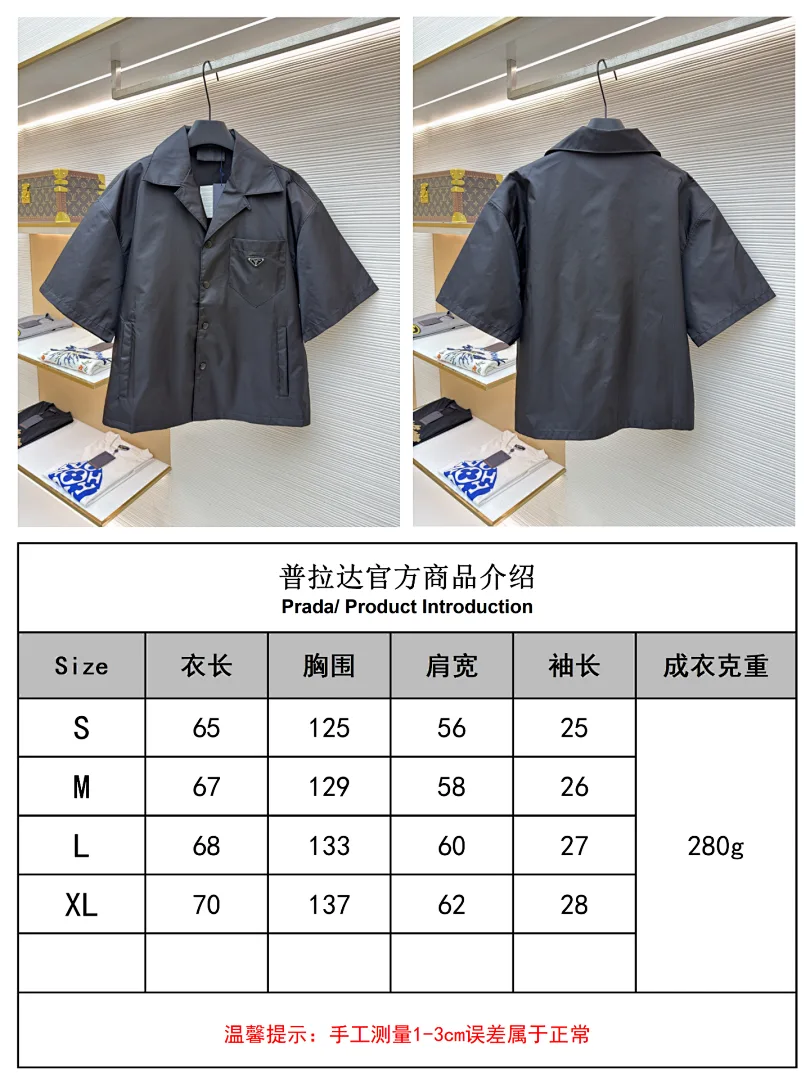 普拉达官方商品介绍
Prada/ Product Introduction
Size 衣长 胸围 肩宽 袖长 成衣克重
S 65 125 56 25
M 67 129 58 26
L 68 133 60 27 280g
XL 70 137 62 28
温馨提示：手工测量1-3cm误差属于正常